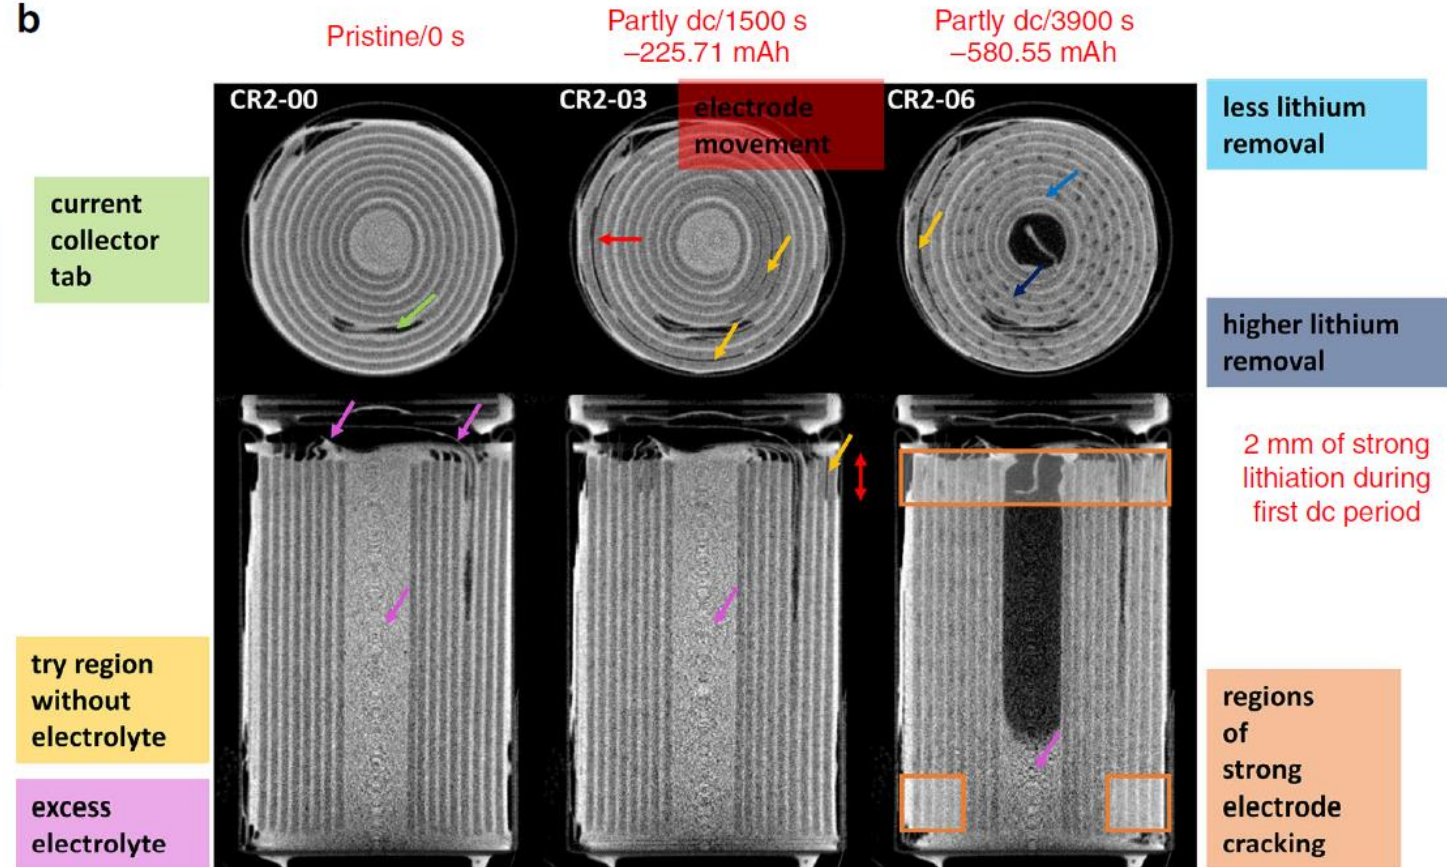 b
Pristine/0 s
Partly dc/1500 s
–225.71 mAh
Partly dc/3900 s
–580.55 mAh
CR2-00
CR2-03
CR2-06
electrode
movement
less lithium
removal
current
collector
tab
higher lithium
removal
2 mm of strong
lithiation during
first dc period
try region
without
electrolyte
excess
electrolyte
regions
of
strong
electrode
cracking